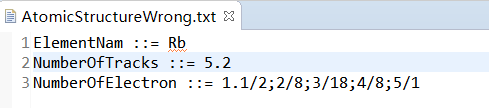 AtomicStructureWrong.txt
1 ElementNam ::= Rb
2 NumberOfTracks ::= 5.2
3 NumberOfElectron ::= 1.1/2;2/8;3/18;4/8;5/1